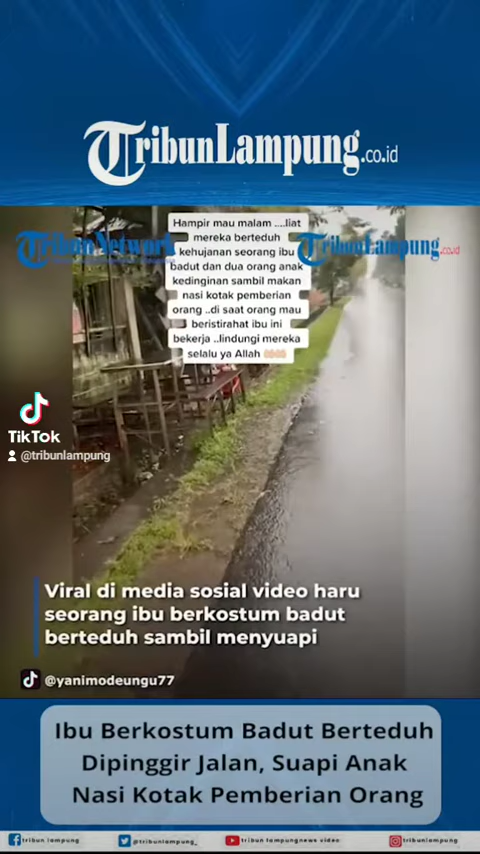 TribunLampung.co.id
Hampir mau malam ....liat
mereka berteduh
kehujanan seorang ibu
badut dan dua orang anak
kedinginan sambil makan
nasi kotak pemberian
orang ..di saat orang mau
beristirahat ibu ini
bekerja ..lindungi mereka
selalu ya Allah
Tribun Network
TribunLampung.co.id
TikTok
@tribunlampung
Viral di media sosial video haru
seorang ibu berkostum badut
berteduh sambil menyuapi
@yanimodeungu77
Ibu Berkostum Badut Berteduh
Dipinggir Jalan, Suapi Anak
Nasi Kotak Pemberian Orang
tribun lampung
@tribunlampung_
tribun lampungnews video
tribunlampung